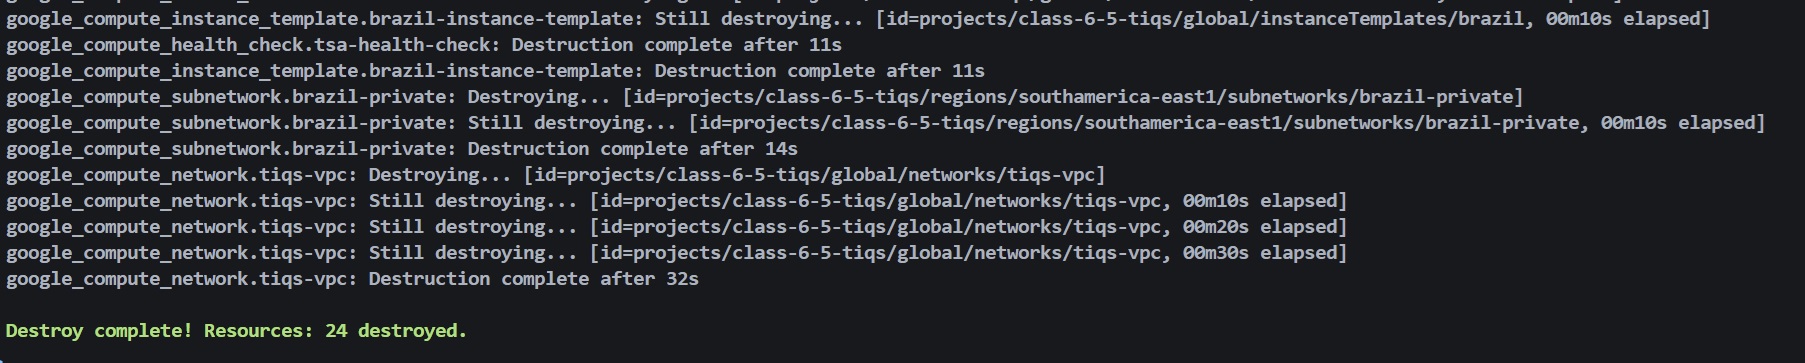 google_compute_instance_template.brazil-instance-template: Still destroying... [id=projects/class-6-5-tiqs/global/instanceTemplates/brazil, 00m10s elapsed]
google_compute_health_check.tsa-health-check: Destruction complete after 11s
google_compute_instance_template.brazil-instance-template: Destruction complete after 11s
google_compute_subnetwork.brazil-private: Destroying... [id=projects/class-6-5-tiqs/regions/southamerica-east1/subnetworks/brazil-private]
google_compute_subnetwork.brazil-private: Still destroying... [id=projects/class-6-5-tiqs/regions/southamerica-east1/subnetworks/brazil-private, 00m10s elapsed]
google_compute_subnetwork.brazil-private: Destruction complete after 14s
google_compute_network.tiqs-vpc: Destroying... [id=projects/class-6-5-tiqs/global/networks/tiqs-vpc]
google_compute_network.tiqs-vpc: Still destroying... [id=projects/class-6-5-tiqs/global/networks/tiqs-vpc, 00m10s elapsed]
google_compute_network.tiqs-vpc: Still destroying... [id=projects/class-6-5-tiqs/global/networks/tiqs-vpc, 00m20s elapsed]
google_compute_network.tiqs-vpc: Still destroying... [id=projects/class-6-5-tiqs/global/networks/tiqs-vpc, 00m30s elapsed]
google_compute_network.tiqs-vpc: Destruction complete after 32s
Destroy complete! Resources: 24 destroyed.